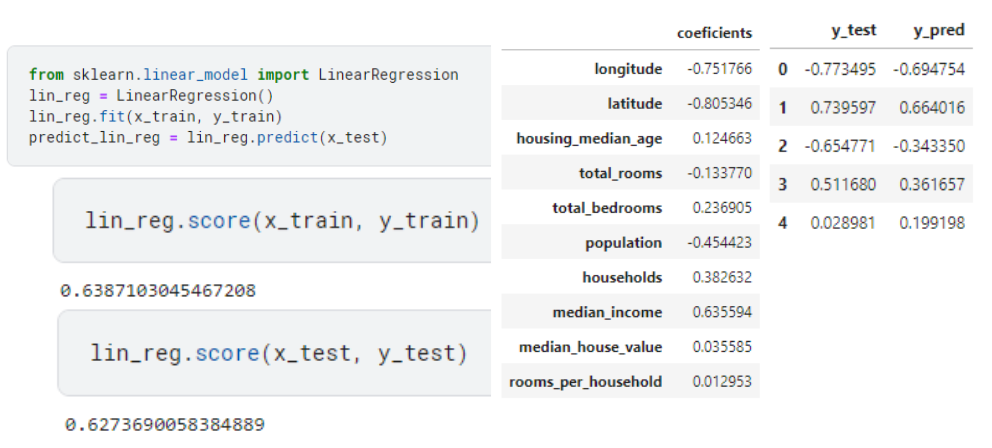 from sklearn.linear_model import LinearRegression
lin_reg = LinearRegression()
lin_reg.fit(x_train, y_train)
predict_lin_reg = lin_reg.predict(x_test)
lin_reg.score(x_train, y_train)
0.6387103045467208
lin_reg.score(x_test, y_test)
0.6273690058384889
coeficients
longitude -0.751766
latitude -0.805346
housing_median_age 0.124663
total_rooms -0.133770
total_bedrooms 0.236905
population -0.454423
households 0.382632
median_income 0.635594
median_house_value 0.035585
rooms_per_household 0.012953
y_test y_pred
0 -0.773495 -0.694754
1 0.739597 0.664016
2 -0.654771 -0.343350
3 0.511680 0.361657
4 0.028981 0.199198